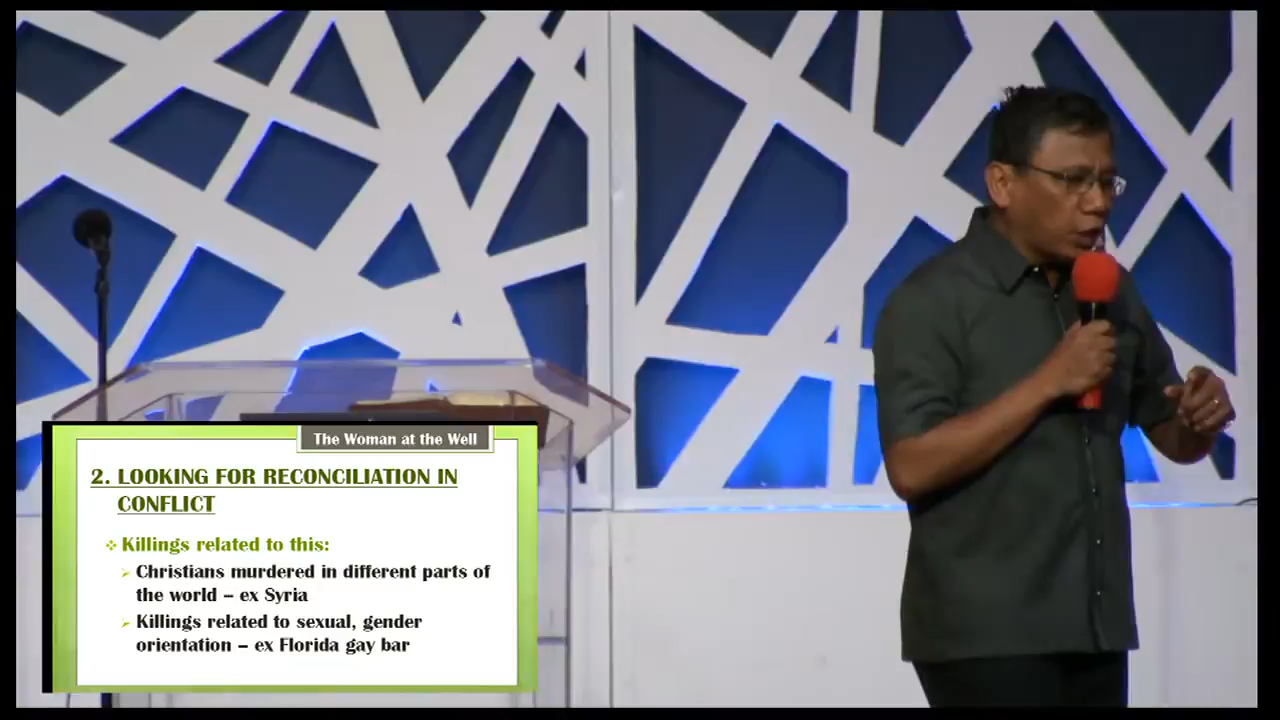 The Woman at the Well
2. LOOKING FOR RECONCILIATION IN
CONFLICT
Killings related to this:
Christians murdered in different parts of
the world – ex Syria
Killings related to sexual, gender
orientation – ex Florida gay bar